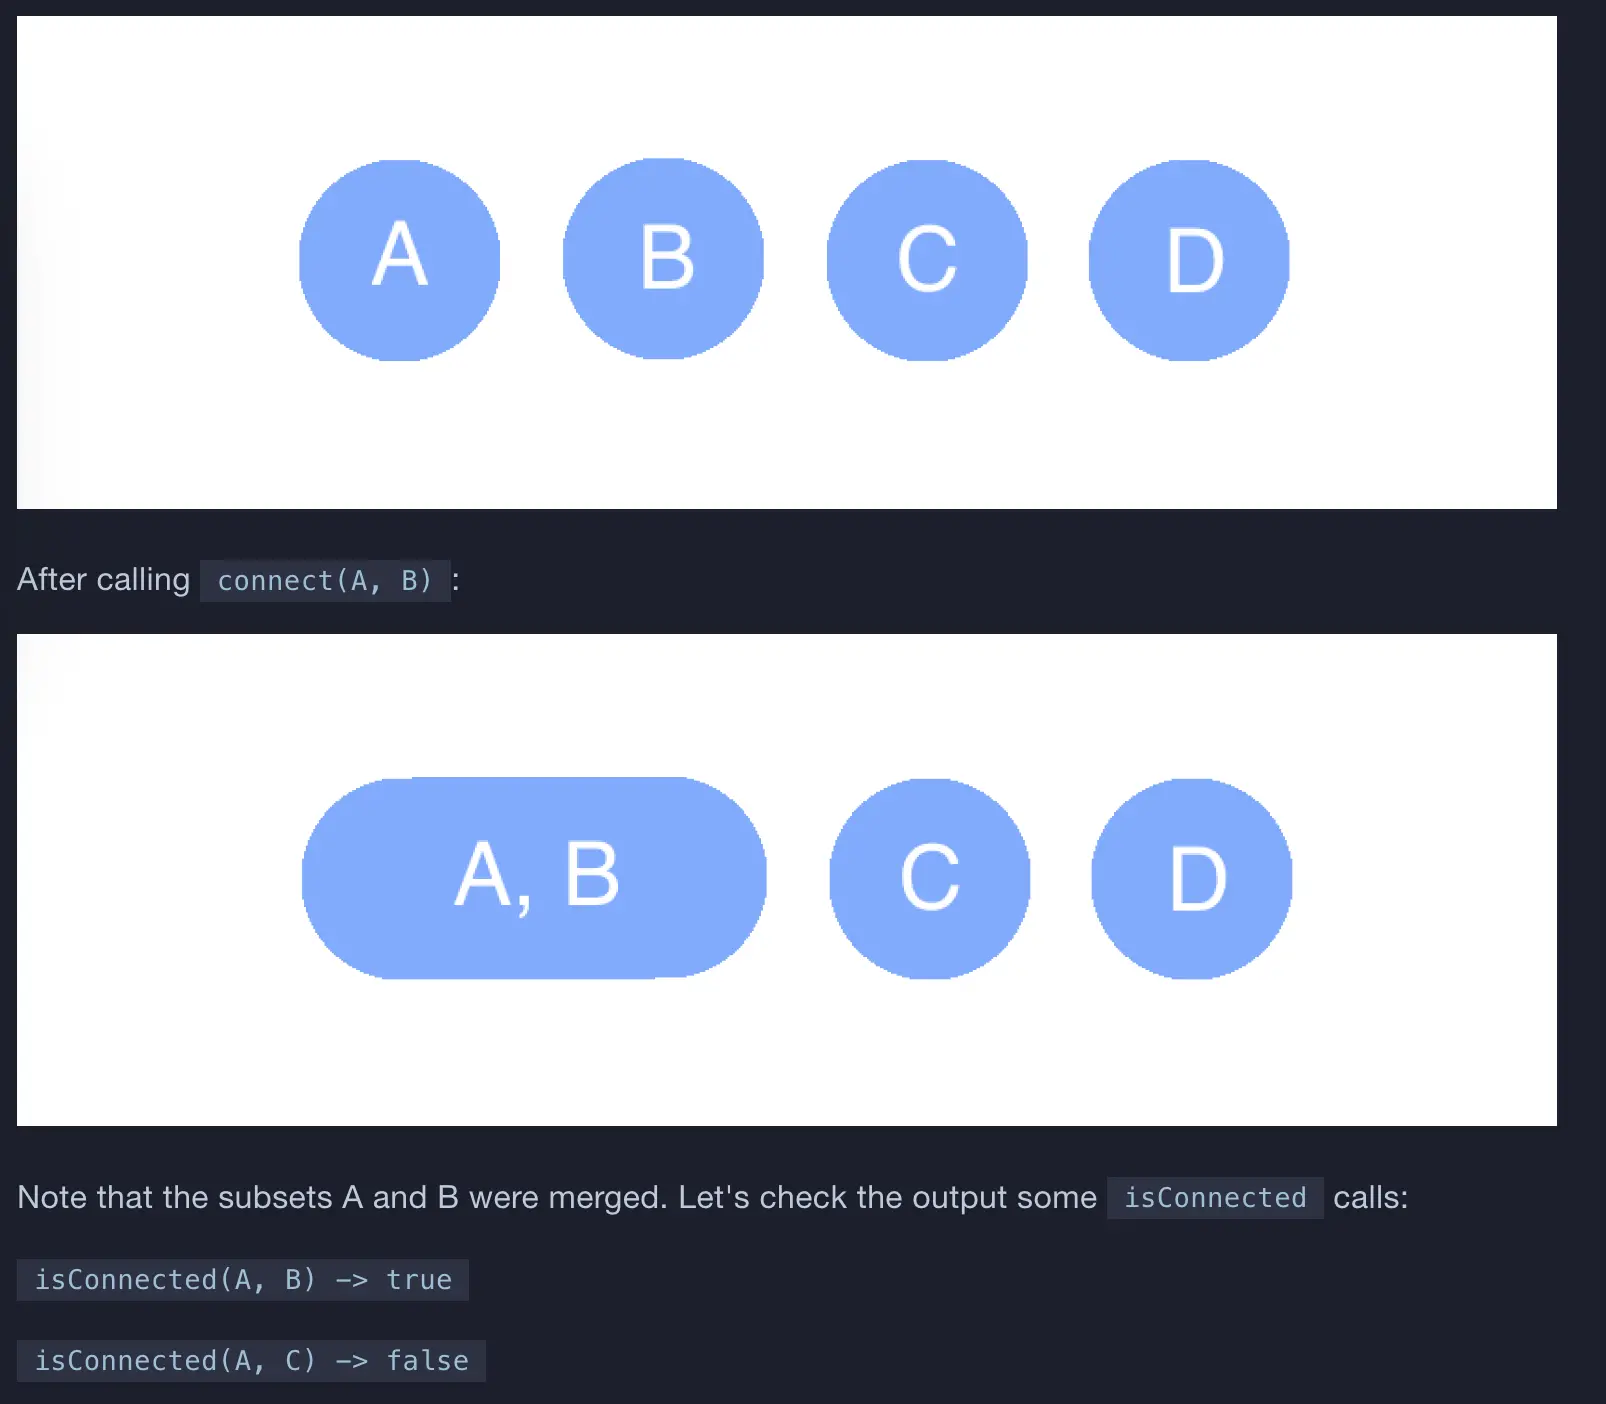 A B C D
After calling connect(A, B) :
A, B C D
Note that the subsets A and B were merged. Let's check the output some isConnected calls:
isConnected(A, B) -> true
isConnected(A, C) -> false